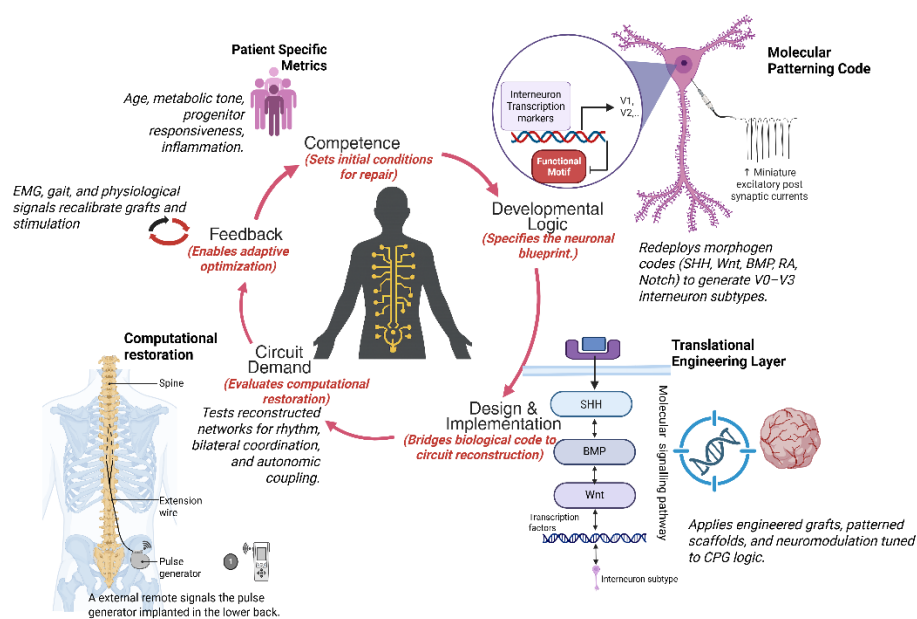 Patient Specific
Metrics
Age, metabolic tone,
progenitor
responsiveness,
inflammation.
Competence
(Sets initial conditions
for repair)
Interneuron
Transcription
markers
V1,
V2,..
Functional
Motif
Molecular
Patterning Code
↑ Miniature
excitatory post
synaptic currents
Developmental
Logic
(Specifies the neuronal
blueprint.)
Redeploys morphogen
codes (SHH, Wnt, BMP, RA,
Notch) to generate V0–V3
interneuron subtypes.
EMG, gait, and physiological
signals recalibrate grafts and
stimulation
Feedback
(Enables adaptive
optimization)
Translational
Engineering Layer
SHH
BMP
Wnt
Transcription
factors
Interneuron subtype
Molecular signalling pathway
Applies engineered grafts, patterned
scaffolds, and neuromodulation tuned
to CPG logic.
Design &
Implementation
(Bridges biological code to
circuit reconstruction)
Circuit
Demand
(Evaluates computational
restoration)
Tests reconstructed
networks for rhythm,
bilateral coordination,
and autonomic
coupling.
Computational
restoration
Spine
Extension
wire
Pulse
generator
1
A external remote signals the pulse
generator implanted in the lower back.